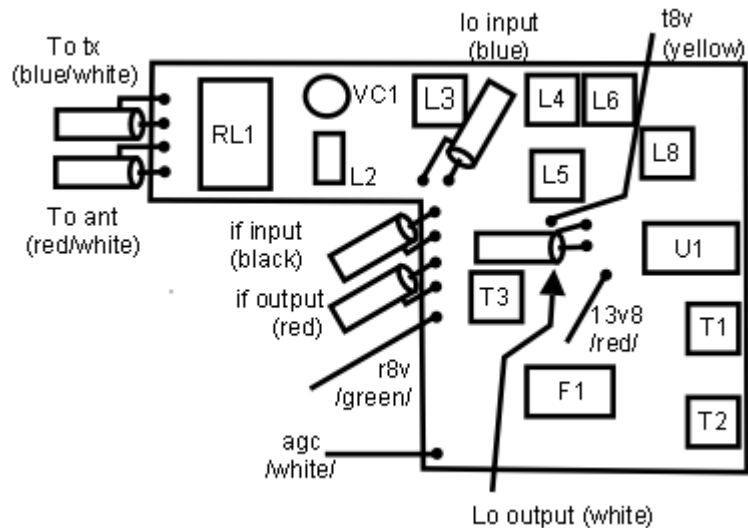 To tx
(blue/white)
lo input
(blue)
t8v
(yellow)
VC1
L3
L4
L6
RL1
L2
L5
L8
To ant
(red/white)
if input
(black)
U1
if output
(red)
T3
13v8
/red/
T1
r8v
/green/
F1
T2
agc
/white/
Lo output (white)